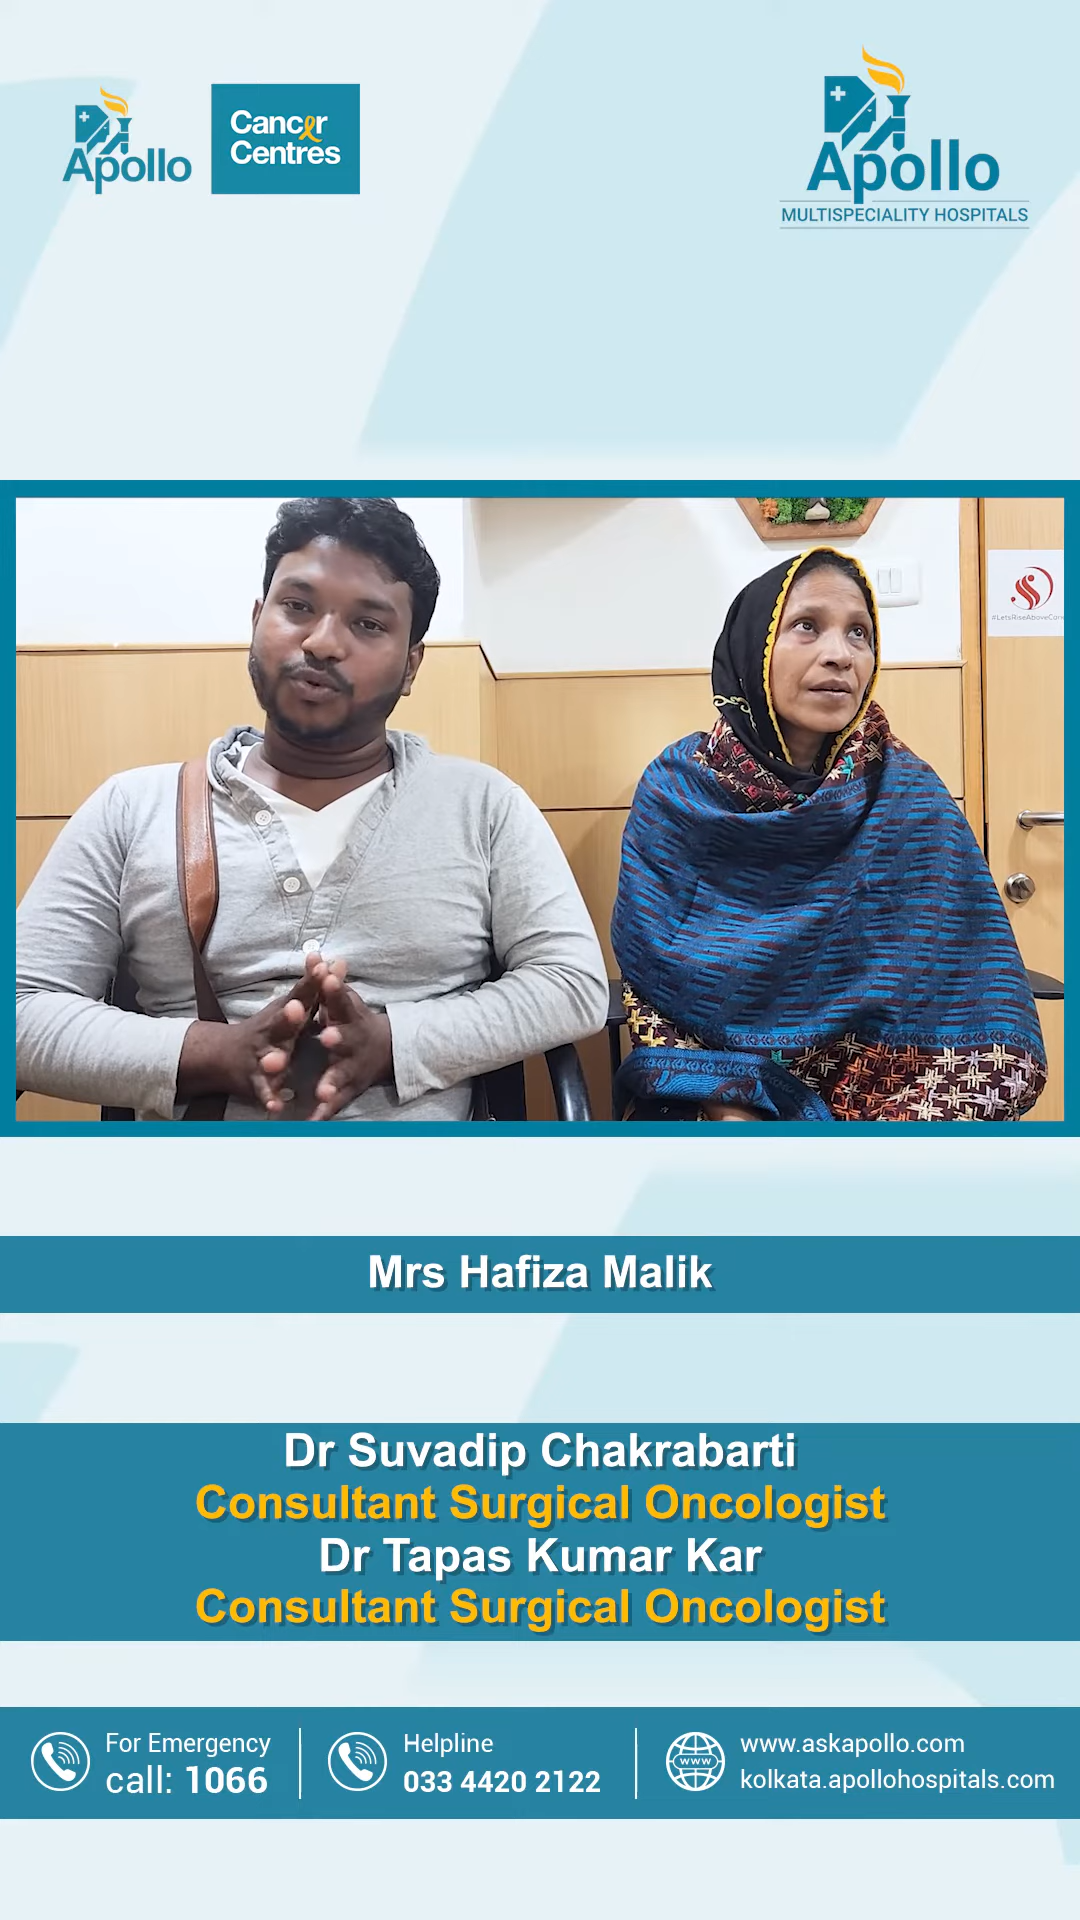 Apollo
Cancer
Centres
Apollo
MULTISPECIALITY HOSPITALS
Mrs Hafiza Malik
Dr Suvadip Chakrabarti
Consultant Surgical Oncologist
Dr Tapas Kumar Kar
Consultant Surgical Oncologist
For Emergency
call: 1066
Helpline
033 4420 2122
www
www.askapollo.com
kolkata.apollohospitals.com